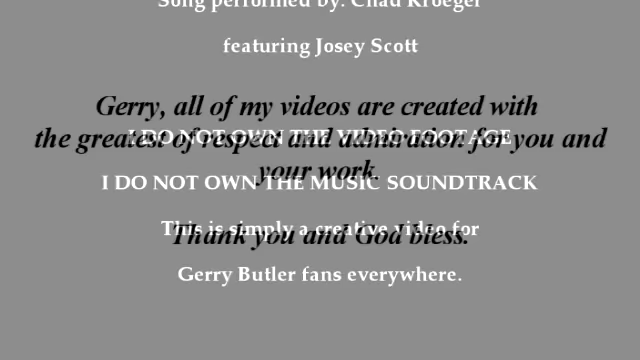 Song performed by: Chad Kroeger
featuring Josey Scott
Gerry, all of my videos are created with
the greatest of respect and admiration for you and
your work.
Thank you and God bless.
I DO NOT OWN THE VIDEO FOOTAGE
I DO NOT OWN THE MUSIC SOUNDTRACK
This is simply a creative video for
Gerry Butler fans everywhere.